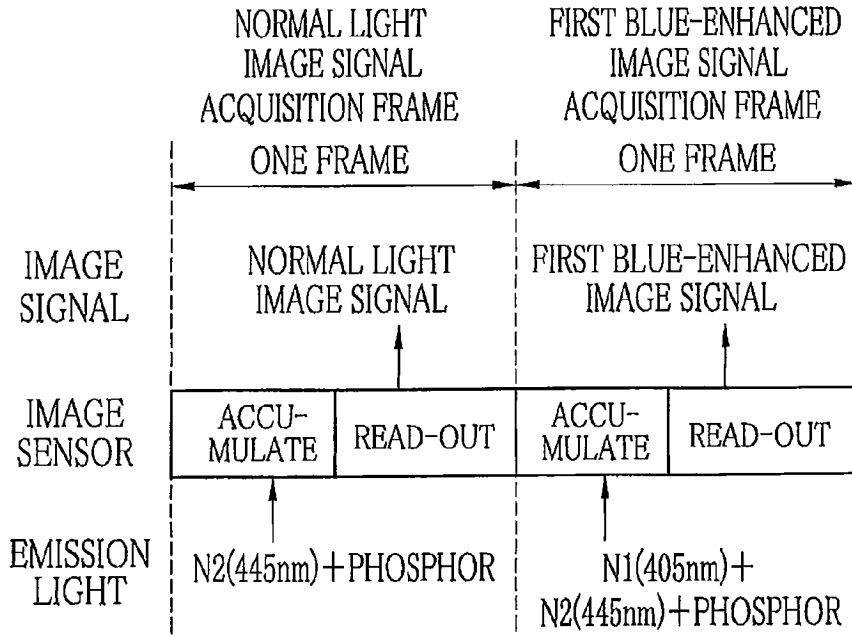 NORMAL LIGHT
IMAGE SIGNAL
ACQUISITION FRAME
FIRST BLUE-ENHANCED
IMAGE SIGNAL
ACQUISITION FRAME
ONE FRAME
ONE FRAME
IMAGE
SIGNAL
NORMAL LIGHT
IMAGE SIGNAL
FIRST BLUE-ENHANCED
IMAGE SIGNAL
IMAGE
SENSOR
ACCU-
MULATE
READ-OUT
ACCU-
MULATE
READ-OUT
EMISSION
LIGHT
N2(445nm)+PHOSPHOR
N1(405nm)+
N2(445nm)+PHOSPHOR